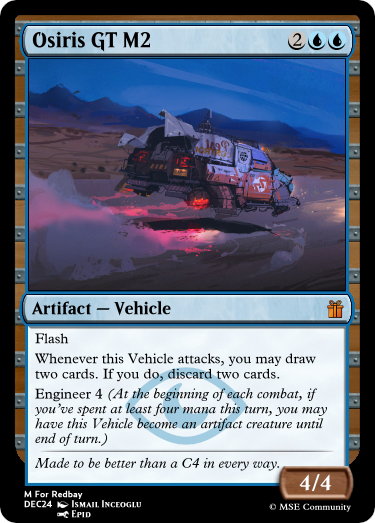 Osiris GT M2 2
Artifact — Vehicle
Flash
Whenever this Vehicle attacks, you may draw
two cards. If you do, discard two cards.
Engineer 4 (At the beginning of each combat, if
you've spent at least four mana this turn, you may
have this Vehicle become an artifact creature until
end of turn.)
Made to be better than a C4 in every way.
4/4
M For Redbay
DEC24 Ismail Inceoglu
Epid
© MSE Community